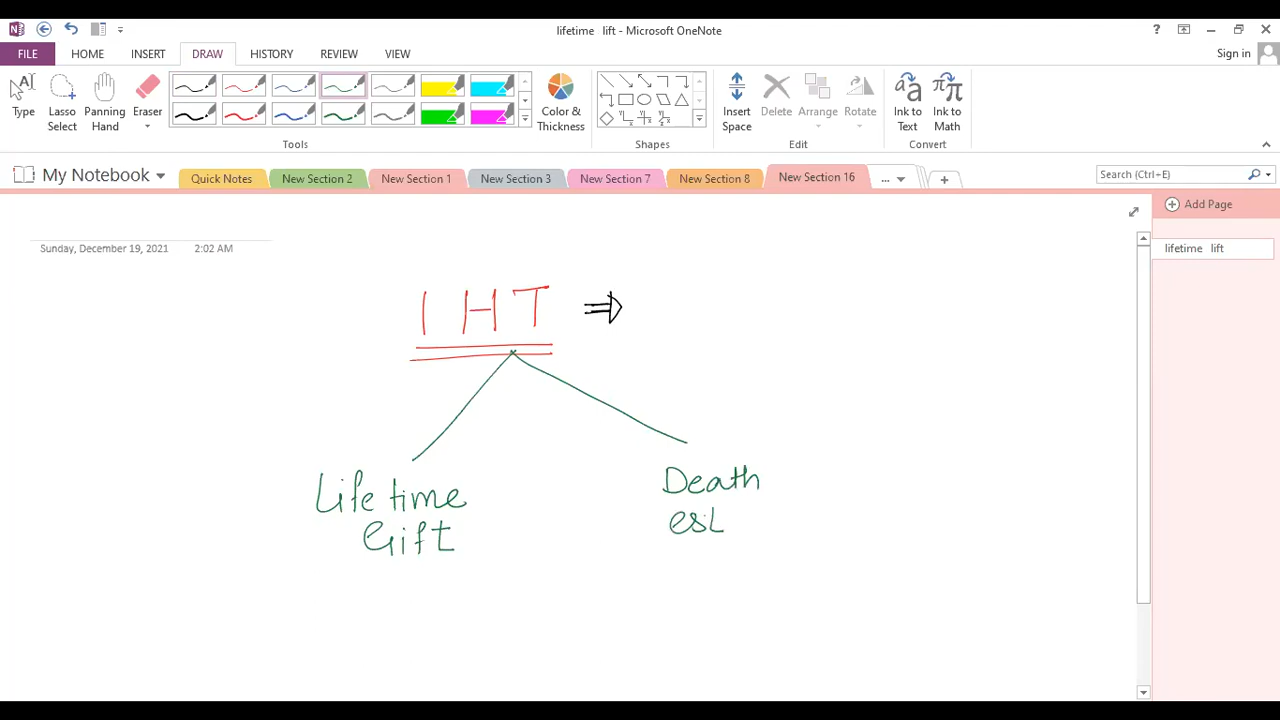 lifetime lift - Microsoft OneNote
Sign in
FILE HOME INSERT DRAW HISTORY REVIEW VIEW
Type Lasso Select Panning Hand Eraser Color & Thickness Insert Space Delete Arrange Rotate Ink to Text Ink to Math
Tools Shapes Edit Convert
My Notebook Quick Notes New Section 2 New Section 1 New Section 3 New Section 7 New Section 8 New Section 16 ... Search (Ctrl+E)
Add Page
Sunday, December 19, 2021 2:02 AM
lifetime lift
I H T ⇒
Lifetime
Gift
Death
est